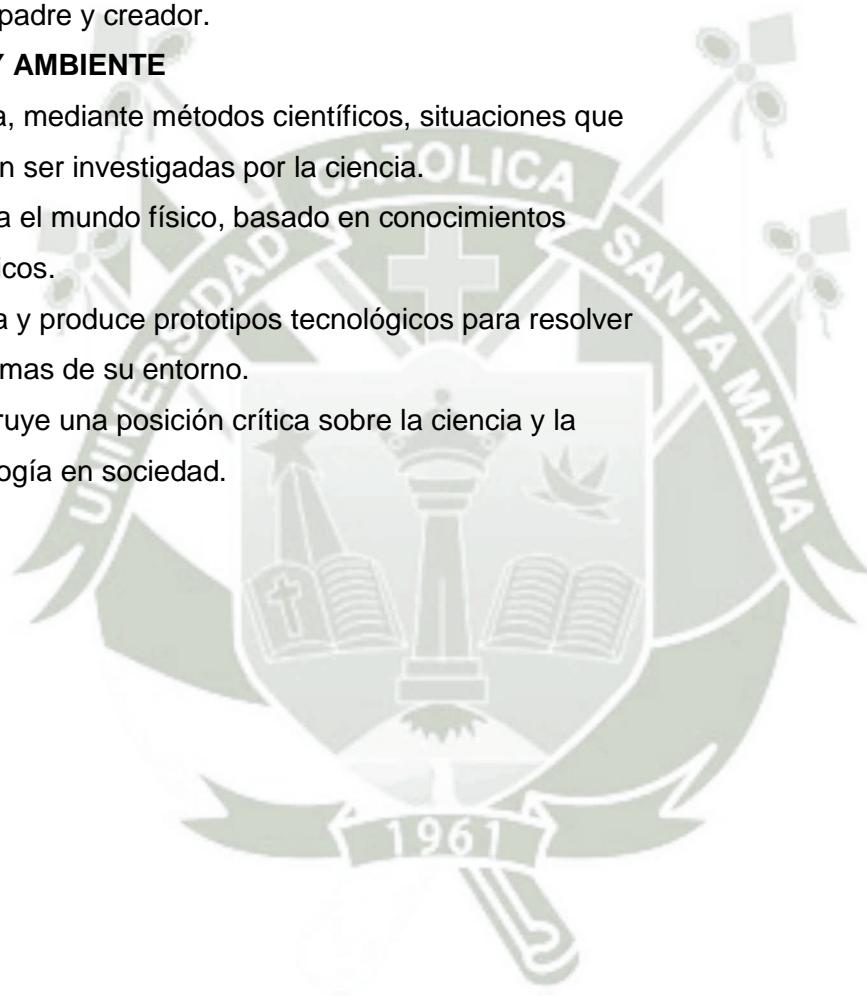 padre y creador.
Y AMBIENTE
a, mediante métodos científicos, situaciones que
n ser investigadas por la ciencia.
a el mundo físico, basado en conocimientos
icos.
a y produce prototipos tecnológicos para resolver
mas de su entorno.
ruye una posición crítica sobre la ciencia y la
ogía en sociedad.
UNIVERSIDAD CATOLICA SANTA MARIA
1961